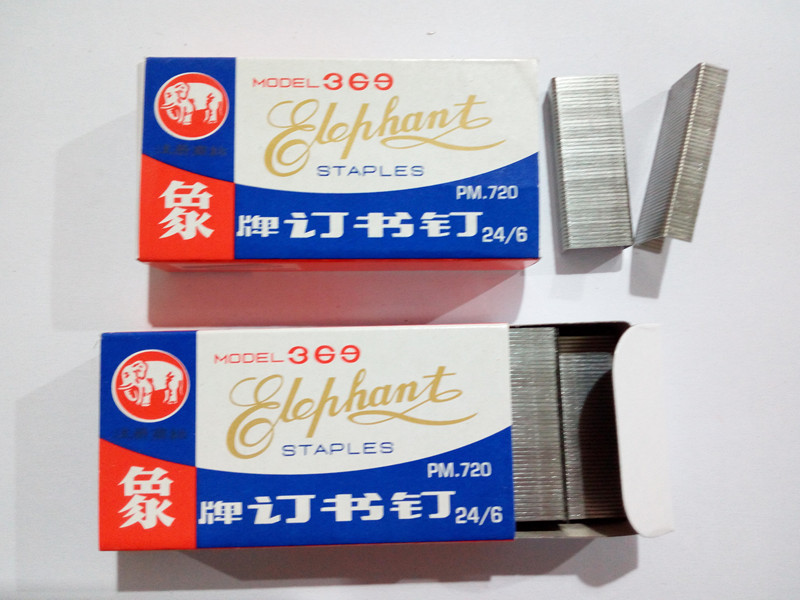 MODEL 369
Elephant
STAPLES
PM.720
象
牌订书钉 24/6
MODEL 369
Elephant
STAPLES
PM.720
象
牌订书钉 24/6